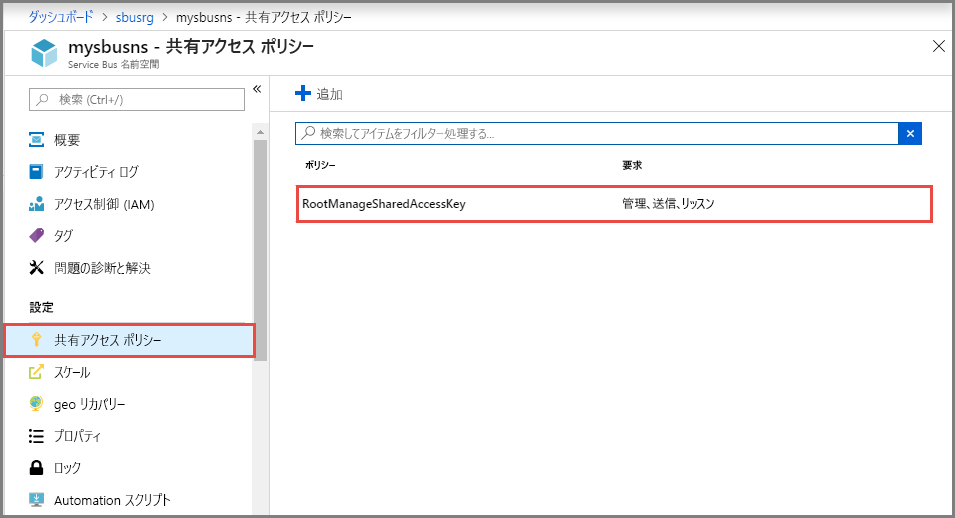 ダッシュボード > sbusrg > mysbusns - 共有アクセス ポリシー
mysbusns - 共有アクセス ポリシー
Service Bus 名前空間
検索 (Ctrl+/)
«
概要
アクティビティ ログ
アクセス制御 (IAM)
タグ
問題の診断と解決
設定
共有アクセス ポリシー
スケール
geo リカバリー
プロパティ
ロック
Automation スクリプト
追加
検索してアイテムをフィルター処理する...
ポリシー 要求
RootManageSharedAccessKey 管理、送信、リッスン